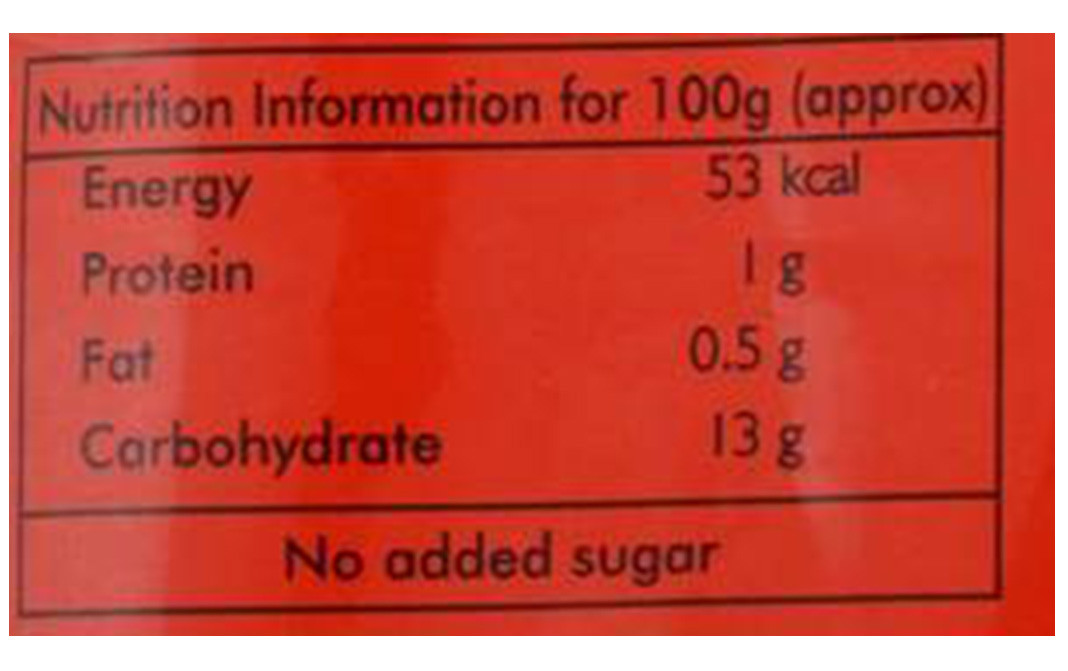 Nutrition Information for 100g (approx)
Energy 53 kcal
Protein 1 g
Fat 0.5 g
Carbohydrate 13 g
No added sugar